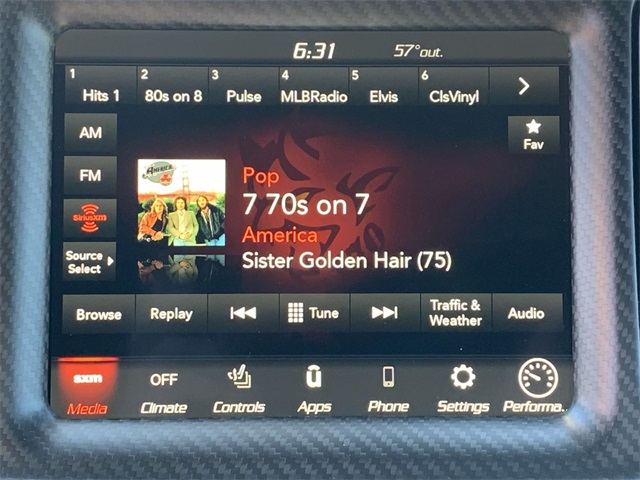 6:31 57°out.
1 2 3 4 5 6
Hits 1 80s on 8 Pulse MLBRadio Elvis ClsVinyl
AM
Fav
FM
AMERICA
Pop
SiriusXM
7 70s on 7
America
Source
Select
Sister Golden Hair (75)
Browse Replay Tune Traffic &
Weather Audio
sxm OFF
Media Climate Controls Apps Phone Settings Performa..